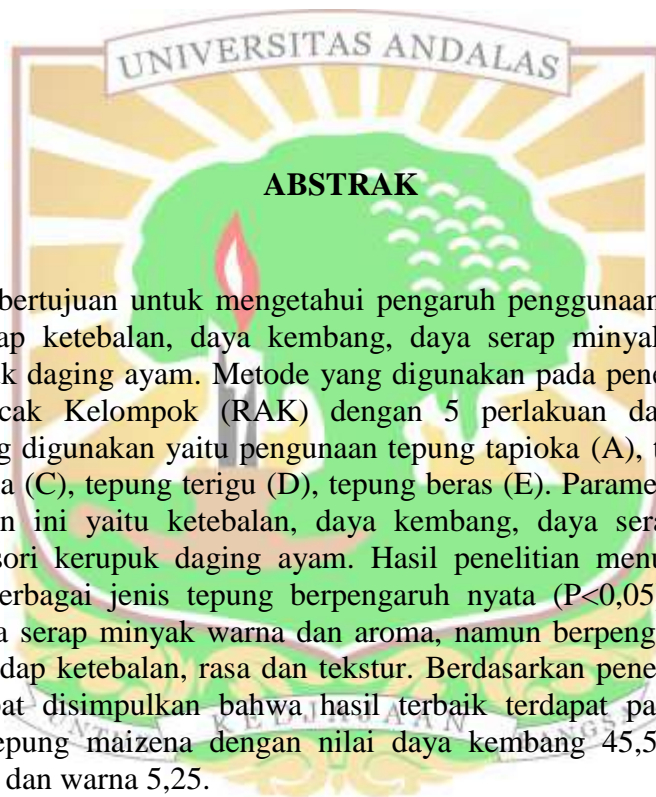 UNIVERSITAS ANDALAS
ABSTRAK
bertujuan untuk mengetahui pengaruh penggunaan
ap ketebalan, daya kembang, daya serap minyak
k daging ayam. Metode yang digunakan pada pene
cak Kelompok (RAK) dengan 5 perlakuan da
g digunakan yaitu pengunaan tepung tapioka (A), t
a (C), tepung terigu (D), tepung beras (E). Parame
n ini yaitu ketebalan, daya kembang, daya sera
sori kerupuk daging ayam. Hasil penelitian menu
erbagai jenis tepung berpengaruh nyata (P<0,05
a serap minyak warna dan aroma, namun berpeng
dap ketebalan, rasa dan tekstur. Berdasarkan pene
pat disimpulkan bahwa hasil terbaik terdapat pa
epung maizena dengan nilai daya kembang 45,5
dan warna 5,25.
UNTUK KEDJAJAAN BANGSA